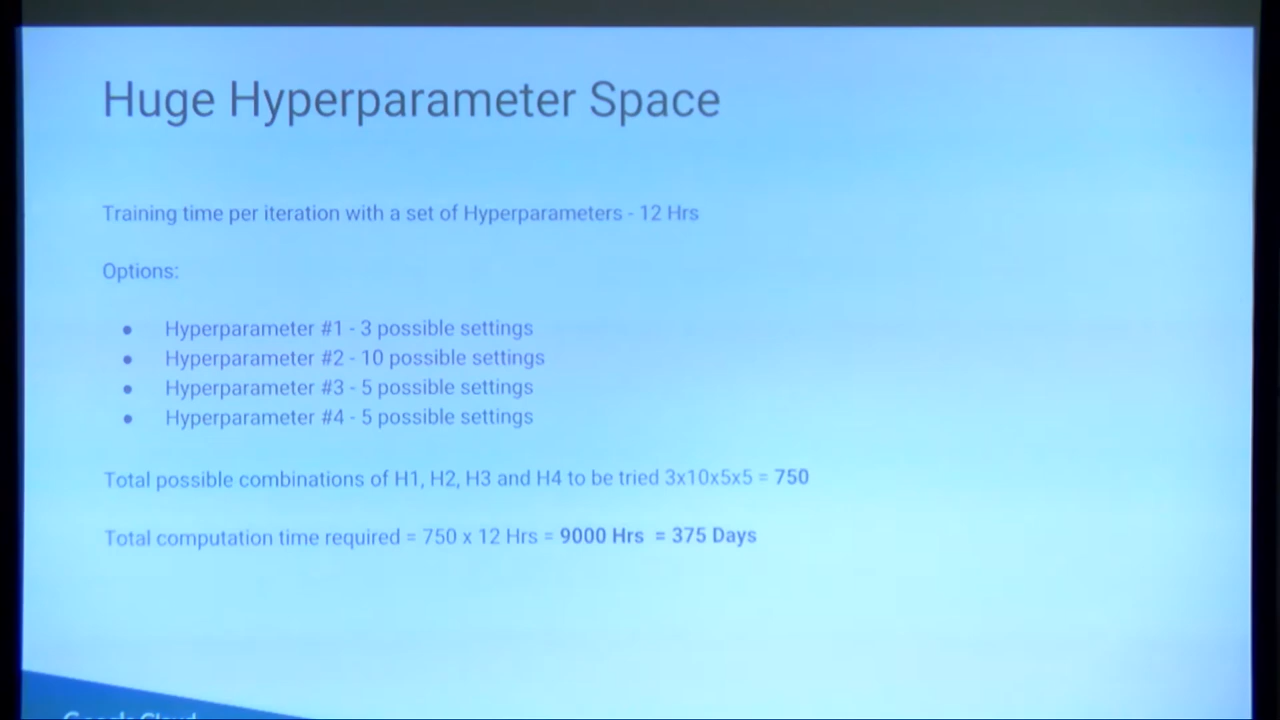 Huge Hyperparameter Space
Training time per iteration with a set of Hyperparameters - 12 Hrs
Options:
● Hyperparameter #1 - 3 possible settings
● Hyperparameter #2 - 10 possible settings
● Hyperparameter #3 - 5 possible settings
● Hyperparameter #4 - 5 possible settings
Total possible combinations of H1, H2, H3 and H4 to be tried 3x10x5x5 = 750
Total computation time required = 750 x 12 Hrs = 9000 Hrs = 375 Days
Google Cloud